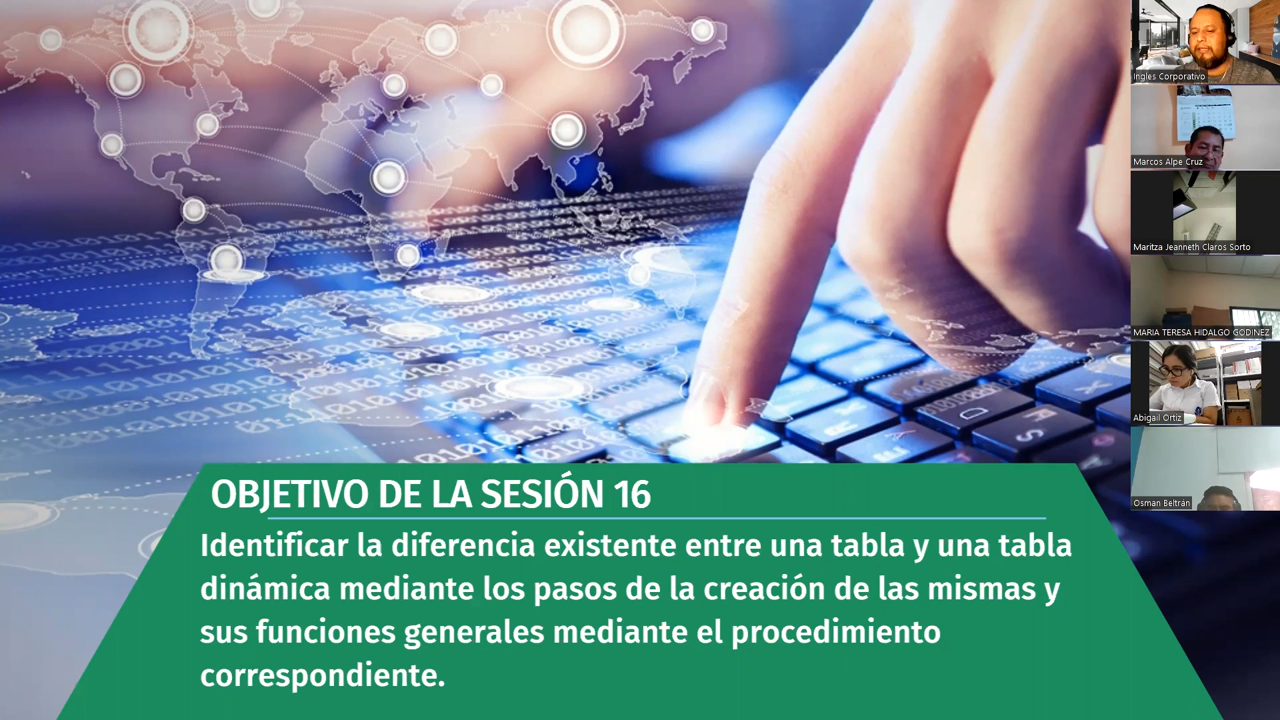 OBJETIVO DE LA SESIÓN 16
Identificar la diferencia existente entre una tabla y una tabla
dinámica mediante los pasos de la creación de las mismas y
sus funciones generales mediante el procedimiento
correspondiente.
Ingles Corporativo
Marcos Alpe Cruz
Maritza Jeanneth Claros Sorto
MARIA TERESA HIDALGO GODINEZ
Abigail Ortiz
Osman Beltrán